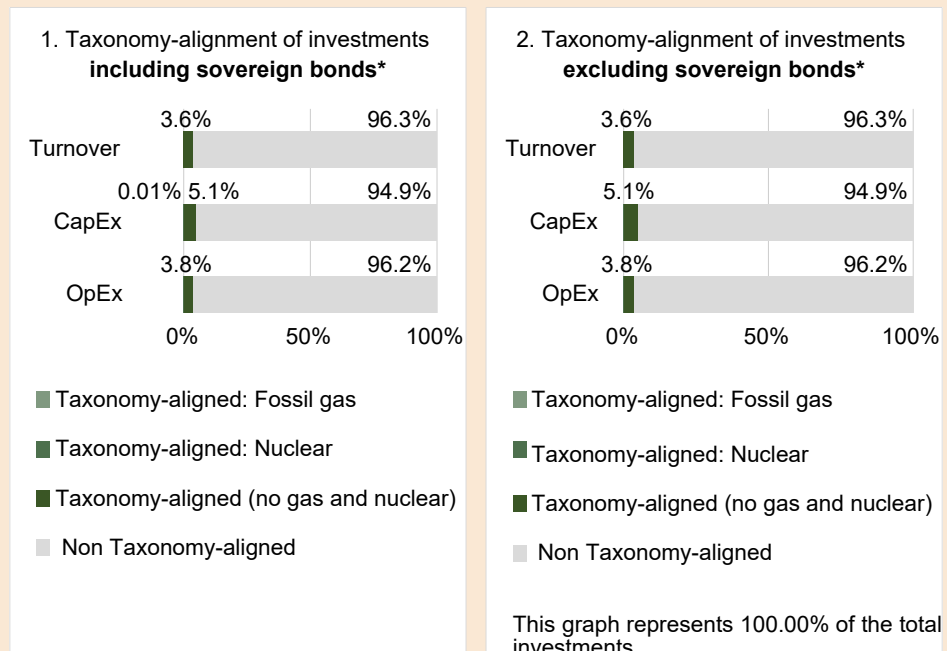 1. Taxonomy-alignment of investments
including sovereign bonds*
3.6% 96.3%
Turnover
0.01% 5.1% 94.9%
CapEx
3.8% 96.2%
OpEx
0% 50% 100%
Taxonomy-aligned: Fossil gas
Taxonomy-aligned: Nuclear
Taxonomy-aligned (no gas and nuclear)
Non Taxonomy-aligned
2. Taxonomy-alignment of investments
excluding sovereign bonds*
3.6% 96.3%
Turnover
5.1% 94.9%
CapEx
3.8% 96.2%
OpEx
0% 50% 100%
Taxonomy-aligned: Fossil gas
Taxonomy-aligned: Nuclear
Taxonomy-aligned (no gas and nuclear)
Non Taxonomy-aligned
This graph represents 100.00% of the total
investments